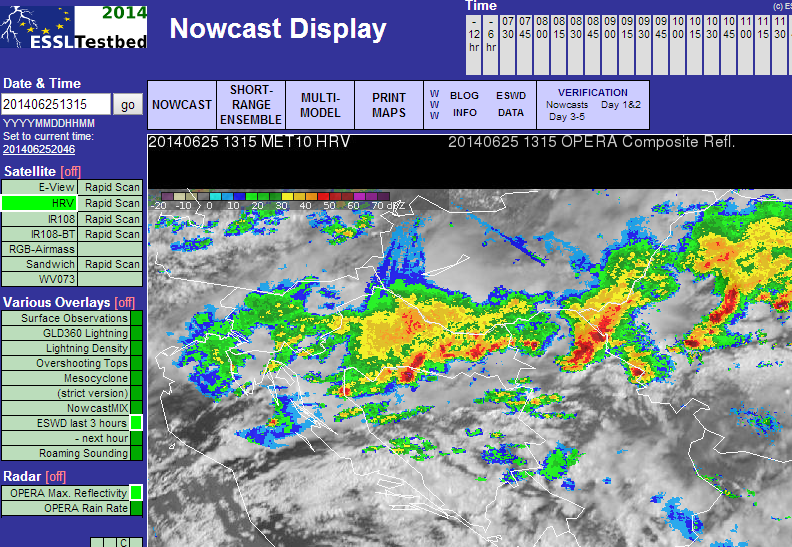 2014
ESSLTestbed
Nowcast Display
Time
(c) ES
- 12 hr
- 6 hr
07 30
07 45
08 00
08 15
08 30
08 45
09 00
09 15
09 30
09 45
10 00
10 15
10 30
10 45
11 00
11 15
11 30
Date & Time
201406251315 go
YYYYMMDDHHMM
Set to current time:
201406252046
NOWCAST
SHORT-
RANGE
ENSEMBLE
MULTI-
MODEL
PRINT
MAPS
W
W
W
BLOG
INFO
ESWD
DATA
VERIFICATION
Nowcasts Day 1&2
Day 3-5
20140625 1315 MET10 HRV
20140625 1315 OPERA Composite Refl.
-20 -10 0 10 20 30 40 50 60 70 dBZ
Satellite [off]
E-View Rapid Scan
HRV Rapid Scan
IR108 Rapid Scan
IR108-BT Rapid Scan
RGB-Airmass
Sandwich Rapid Scan
WV073
Various Overlays [off]
Surface Observations
GLD360 Lightning
Lightning Density
Overshooting Tops
Mesocyclone
(strict version)
NowcastMIX
ESWD last 3 hours
- next hour
Roaming Sounding
Radar [off]
OPERA Max. Reflectivity
OPERA Rain Rate
C